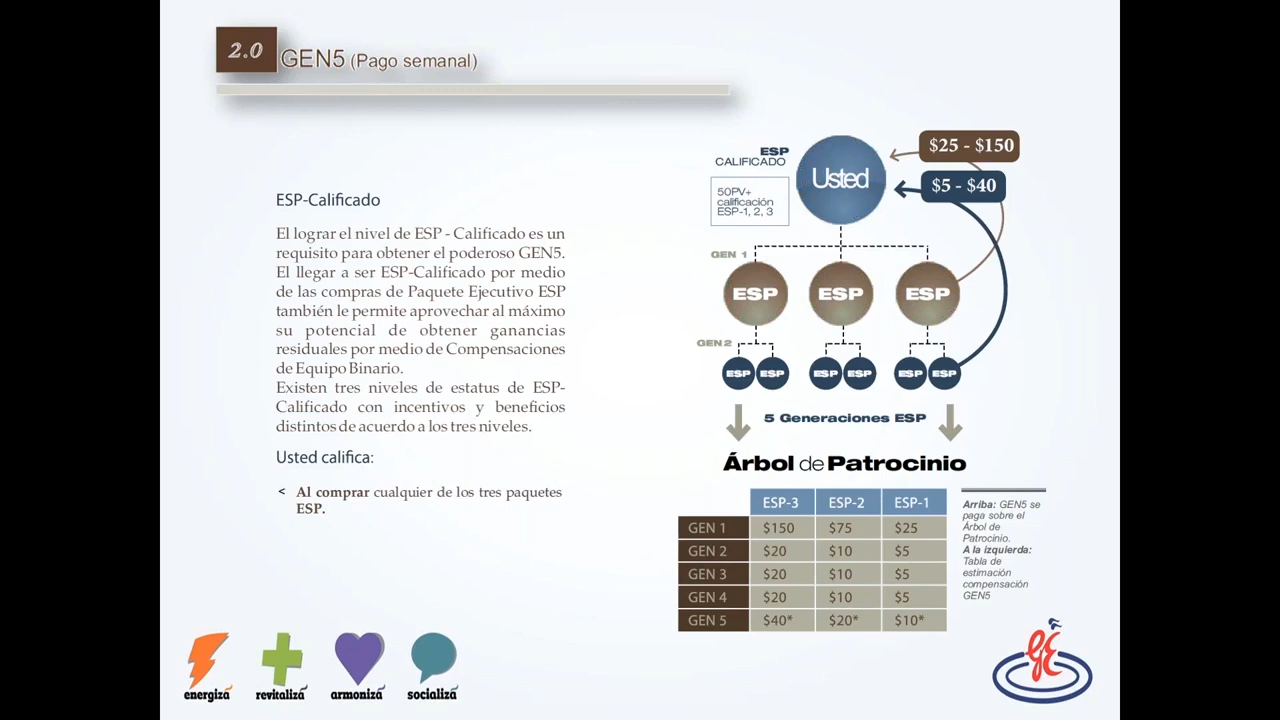 2.0
GEN5 (Pago semanal)
ESP-Calificado
El lograr el nivel de ESP - Calificado es un
requisito para obtener el poderoso GEN5.
El llegar a ser ESP-Calificado por medio
de las compras de Paquete Ejecutivo ESP
también le permite aprovechar al máximo
su potencial de obtener ganancias
residuales por medio de Compensaciones
de Equipo Binario.
Existen tres niveles de estatus de ESP-
Calificado con incentivos y beneficios
distintos de acuerdo a los tres niveles.
Usted califica:
< Al comprar cualquier de los tres paquetes
ESP.
ESP
CALIFICADO
50PV+
calificación
ESP-1, 2, 3
Usted
$25 - $150
$5 - $40
GEN 1
ESP ESP ESP
GEN 2
ESP ESP ESP ESP ESP ESP
5 Generaciones ESP
Árbol de Patrocinio
ESP-3 ESP-2 ESP-1
GEN 1 $150 $75 $25
GEN 2 $20 $10 $5
GEN 3 $20 $10 $5
GEN 4 $20 $10 $5
GEN 5 $40* $20* $10*
Arriba: GEN5 se
paga sobre el
Árbol de
Patrocinio.
A la izquierda:
Tabla de
estimación
compensación
GEN5
energizá revitalizá armonizá socializá
GE